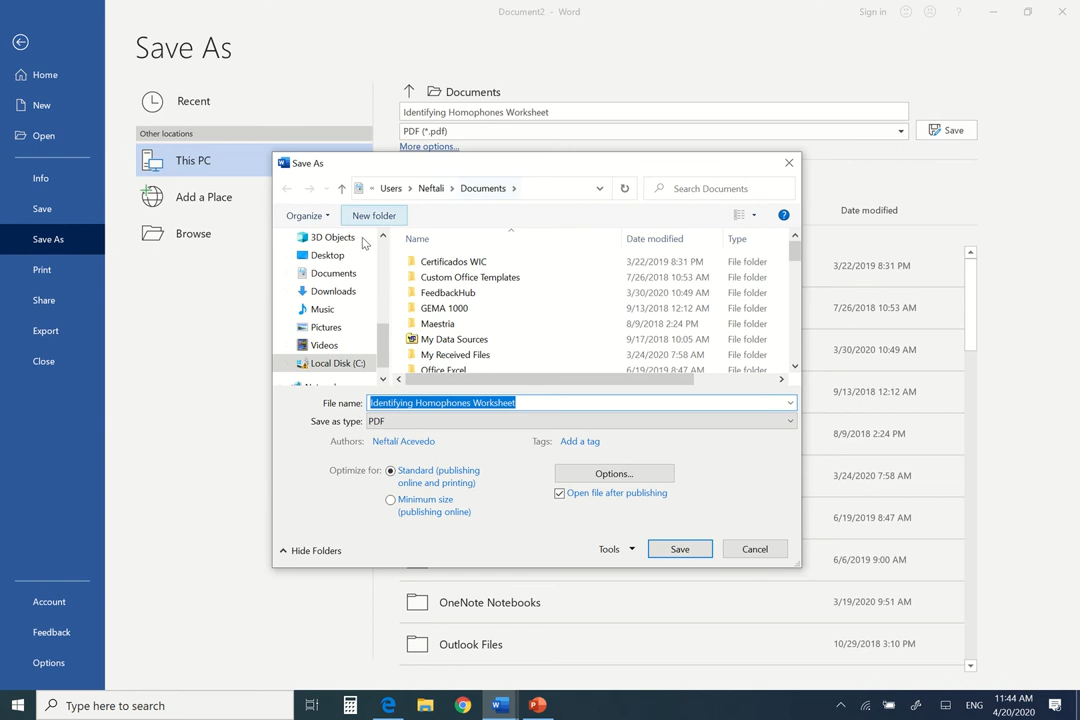 Document2 - Word
Sign in
?
Save As
Home
New
Open
Info
Save
Save As
Print
Share
Export
Close
Account
Feedback
Options
Recent
Other locations
This PC
Add a Place
Browse
Documents
Identifying Homophones Worksheet
PDF (*.pdf)
Save
More options...
Date modified
3/22/2019 8:31 PM
7/26/2018 10:53 AM
3/30/2020 10:49 AM
9/13/2018 12:12 AM
8/9/2018 2:24 PM
3/24/2020 7:58 AM
6/19/2019 8:47 AM
6/6/2019 9:00 AM
OneNote Notebooks 3/19/2020 9:51 AM
Outlook Files 10/29/2018 3:10 PM
Save As
« Users > Neftali > Documents >
Search Documents
Organize
New folder
?
3D Objects
Desktop
Documents
Downloads
Music
Pictures
Videos
Local Disk (C:)
Name Date modified Type
Certificados WIC 3/22/2019 8:31 PM File folder
Custom Office Templates 7/26/2018 10:53 AM File folder
FeedbackHub 3/30/2020 10:49 AM File folder
GEMA 1000 9/13/2018 12:12 AM File folder
Maestria 8/9/2018 2:24 PM File folder
My Data Sources 9/17/2018 10:05 AM File folder
My Received Files 3/24/2020 7:58 AM File folder
Office Excel 6/19/2019 8:47 AM File folder
File name: Identifying Homophones Worksheet
Save as type: PDF
Authors: Neftalí Acevedo
Tags: Add a tag
Optimize for:
Standard (publishing
online and printing)
Minimum size
(publishing online)
Options...
Open file after publishing
Hide Folders
Tools
Save
Cancel
Type here to search
ENG
11:44 AM
4/20/2020